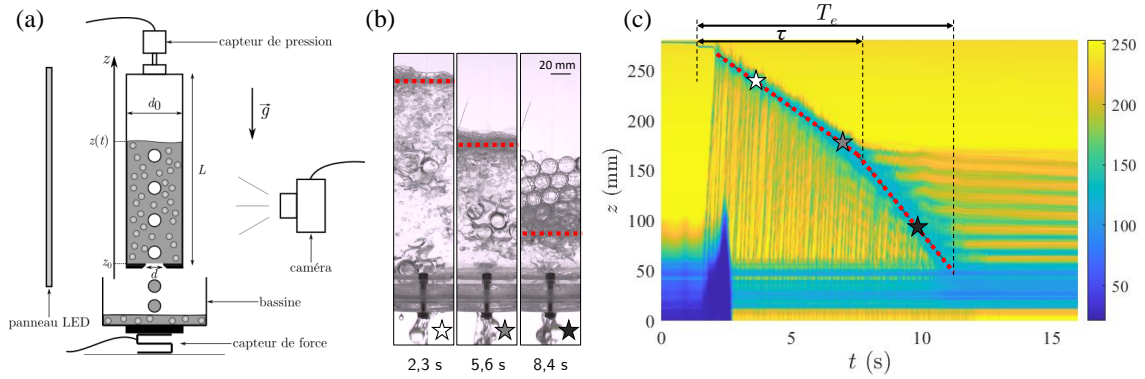 (a)
capteur de pression
z
d0
g
z(t)
L
caméra
z0
d
bassine
panneau LED
capteur de force
(b)
20 mm
2,3 s
5,6 s
8,4 s
(c)
Te
τ
z (mm)
250
200
150
100
50
0
0
5
10
15
t (s)
250
200
150
100
50